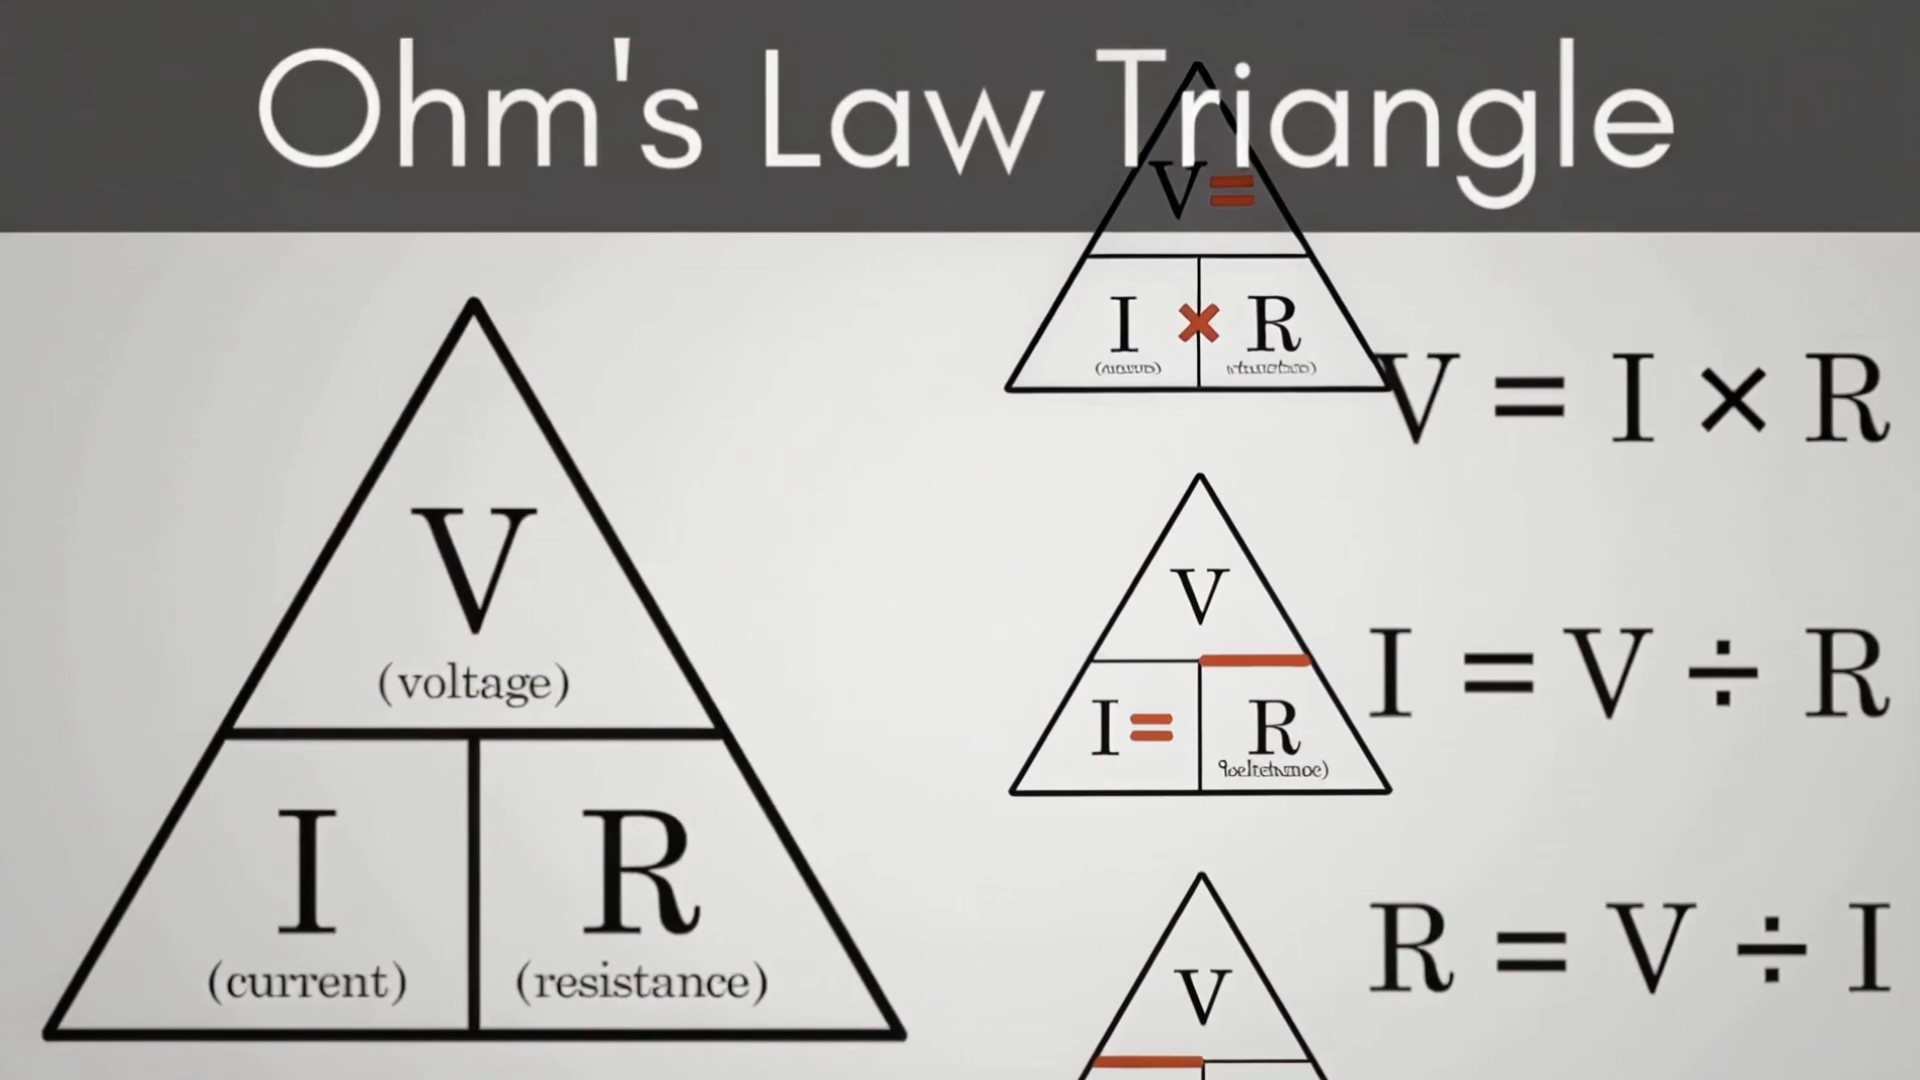 Ohm's Law Triangle
V
(voltage)
I R
(current) (resistance)
V =
I × R
V = I × R
V
I = R
I = V ÷ R
V
R = V ÷ I